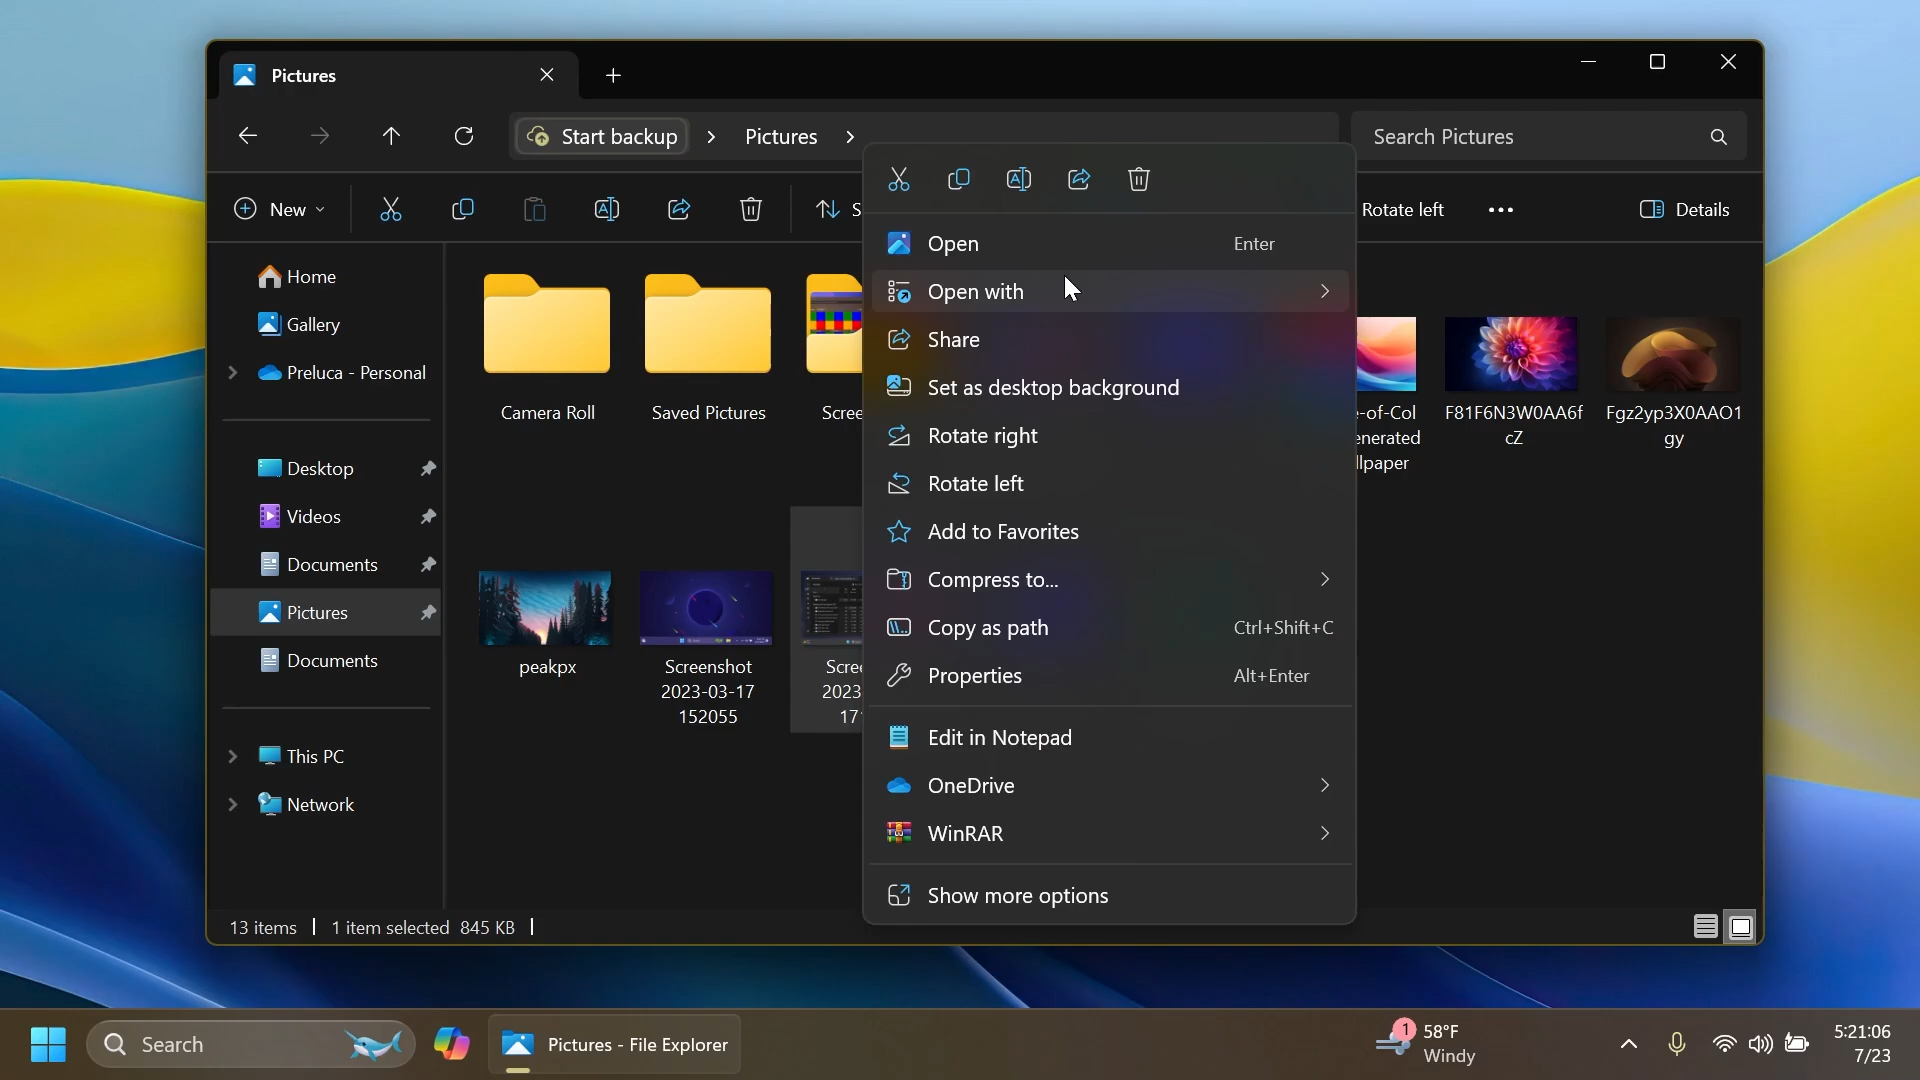 Pictures
Start backup
Pictures
Search Pictures
New
S
Rotate left
Details
Home
Gallery
Preluca - Personal
Desktop
Videos
Documents
Pictures
Documents
This PC
Network
Camera Roll
Saved Pictures
Scree
-of-Col
enerated
llpaper
F81F6N3W0AA6f
cZ
Fgz2yp3X0AAO1
gy
peakpx
Screenshot
2023-03-17
152055
Scree
2023
17
Open Enter
Open with
Share
Set as desktop background
Rotate right
Rotate left
Add to Favorites
Compress to...
Copy as path Ctrl+Shift+C
Properties Alt+Enter
Edit in Notepad
OneDrive
WinRAR
Show more options
13 items
1 item selected 845 KB
Search
Pictures - File Explorer
1
58°F
Windy
5:21:06
7/23